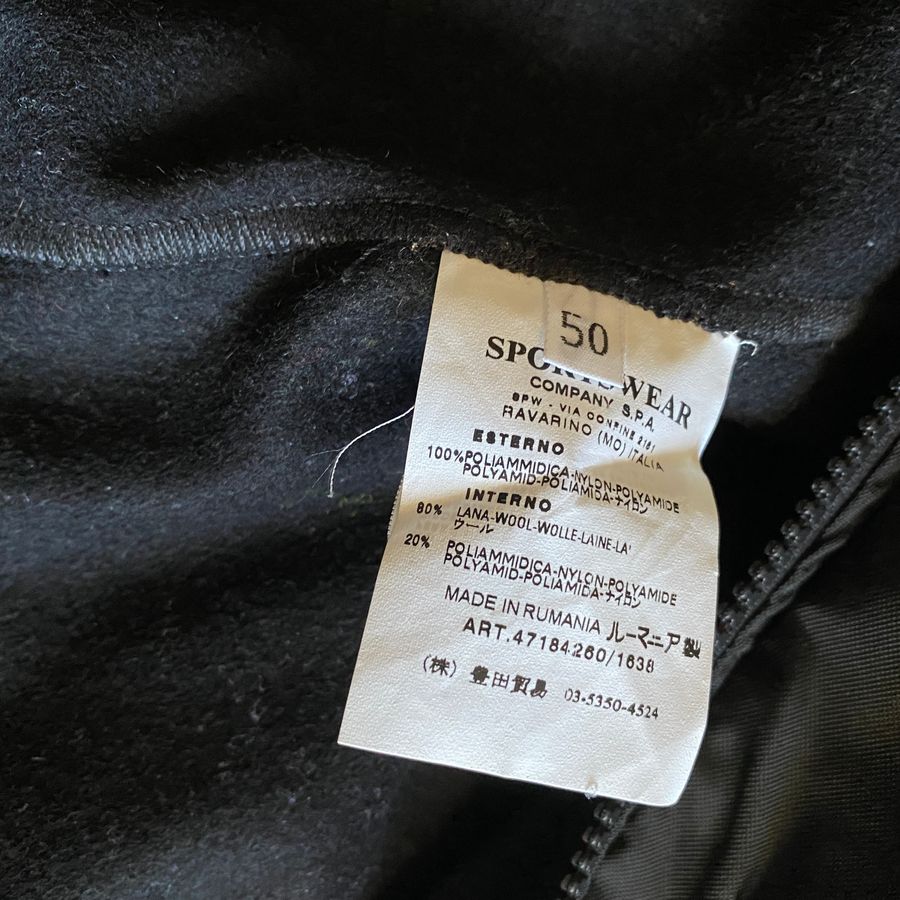 50
SPORTSWEAR
COMPANY S.P.A.
SPW - VIA CONFINE 2161
RAVARINO (MO) ITALIA
ESTERNO
100% POLIAMMIDICA-NYLON-POLYAMIDE
POLYAMID-POLIAMIDA-ナイロン
INTERNO
80% LANA-WOOL-WOLLE-LAINE-LA'
ウール
20% POLIAMMIDICA-NYLON-POLYAMIDE
POLYAMID-POLIAMIDA-ナイロン
MADE IN RUMANIA ルーマニア製
ART.47184.260/1638
(株) 豊田貿易 03-5350-4524